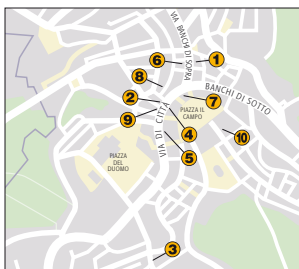 VIA BANCHI DI SOPRA
6
1
8
BANCHI DI SOTTO
2
7
PIAZZA IL
CAMPO
9
VIA DI CITTÀ
4
10
5
PIAZZA
DEL
DUOMO
3